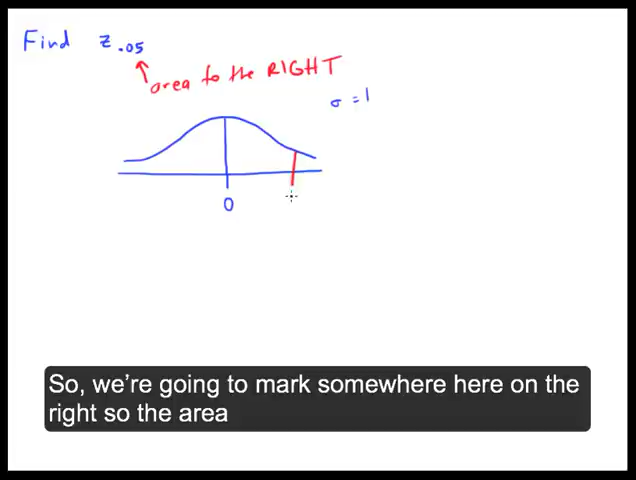 Find z.05
area to the RIGHT
σ = 1
0
So, we're going to mark somewhere here on the
right so the area